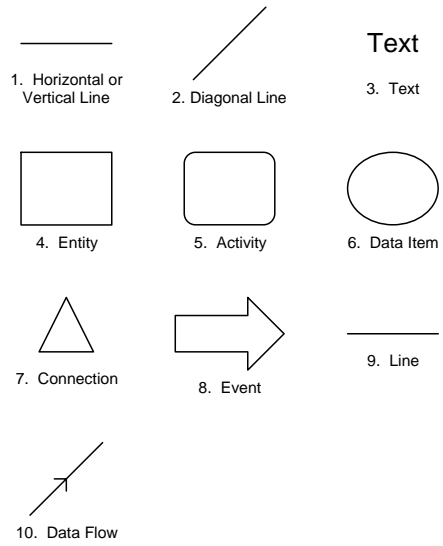 Text
1. Horizontal or
Vertical Line
2. Diagonal Line
3. Text
4. Entity
5. Activity
6. Data Item
7. Connection
8. Event
9. Line
10. Data Flow